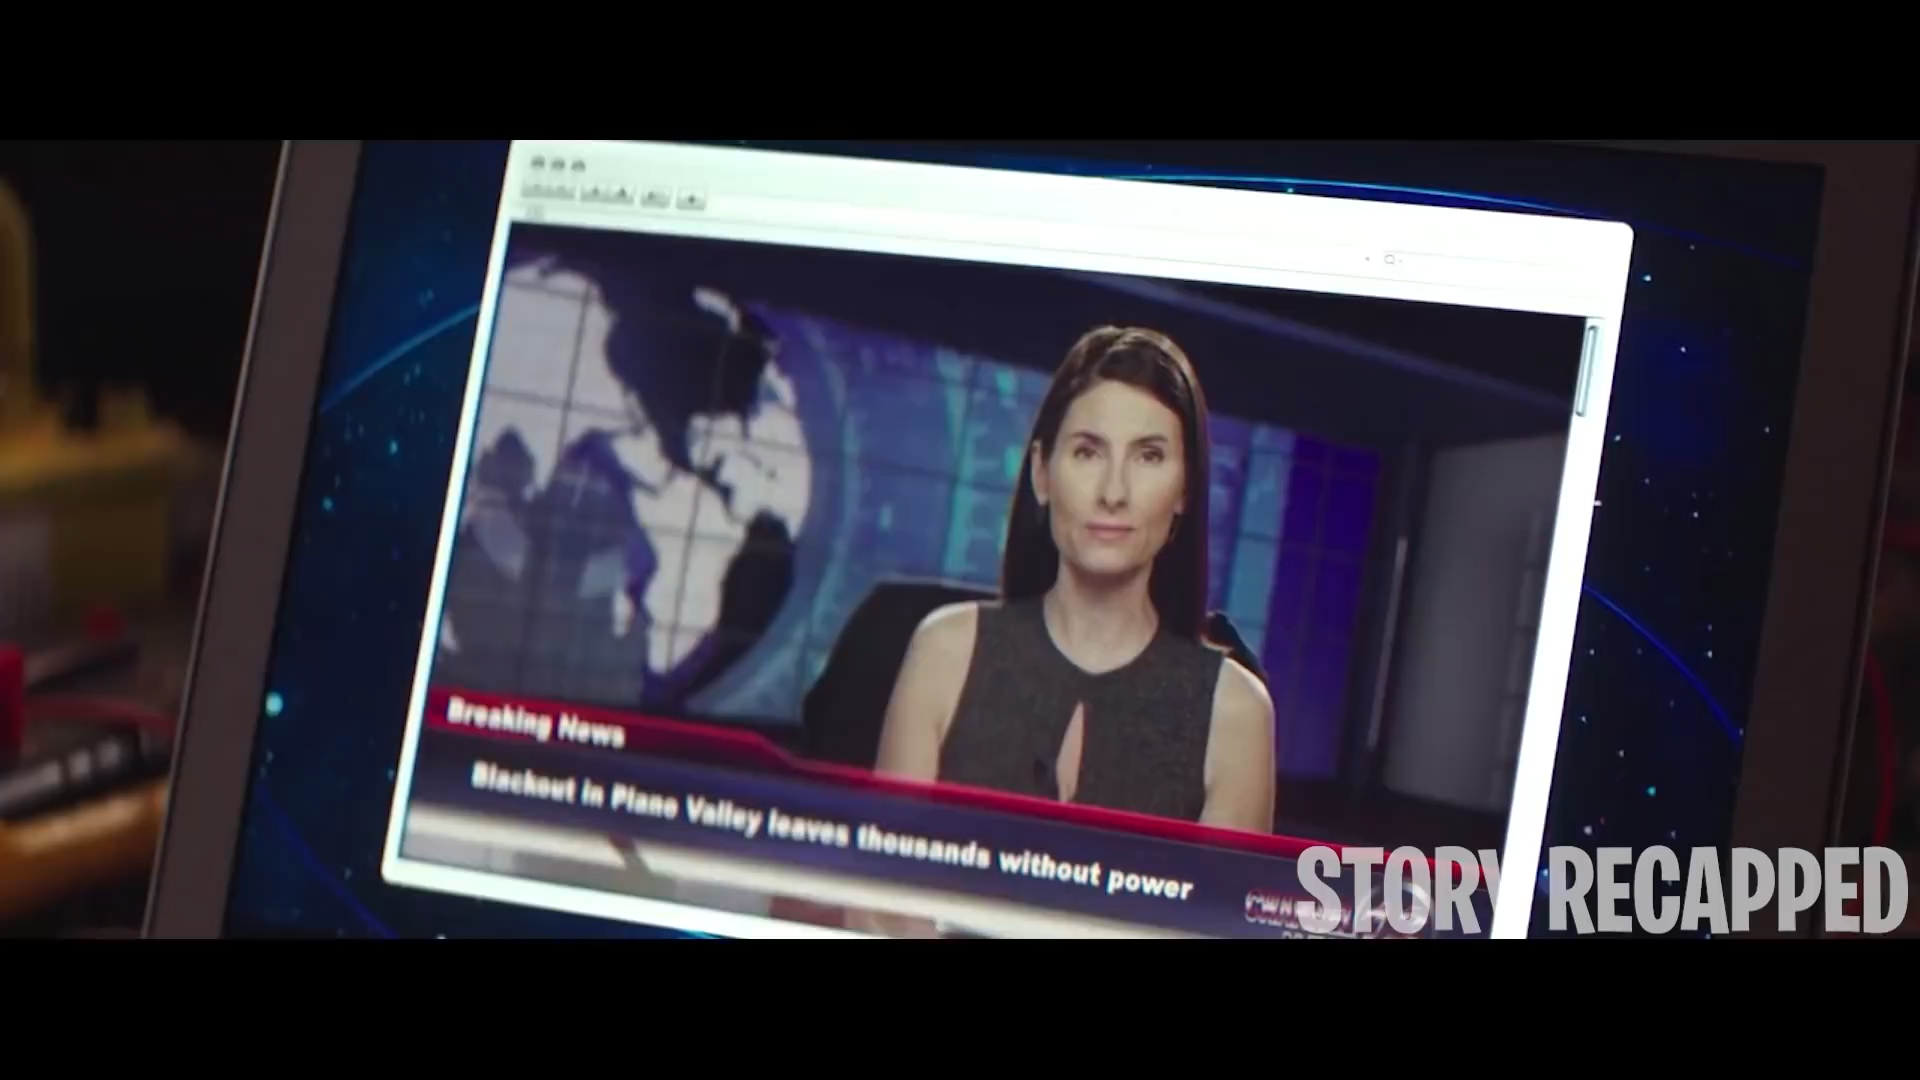 Breaking News
Blackout in Plano Valley leaves thousands without power
STORY RECAPPED